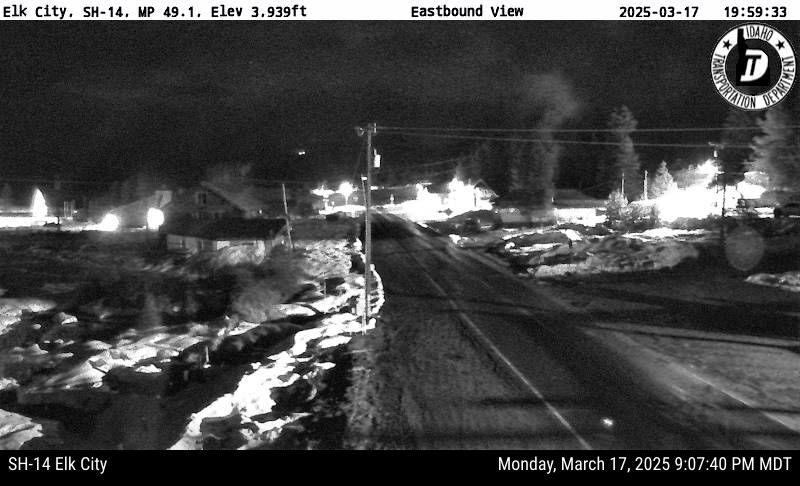 Elk City, SH-14, MP 49.1, Elev 3,939ft Eastbound View 2025-03-17 19:59:33
IDAHO
TRANSPORTATION DEPARTMENT
SH-14 Elk City Monday, March 17, 2025 9:07:40 PM MDT